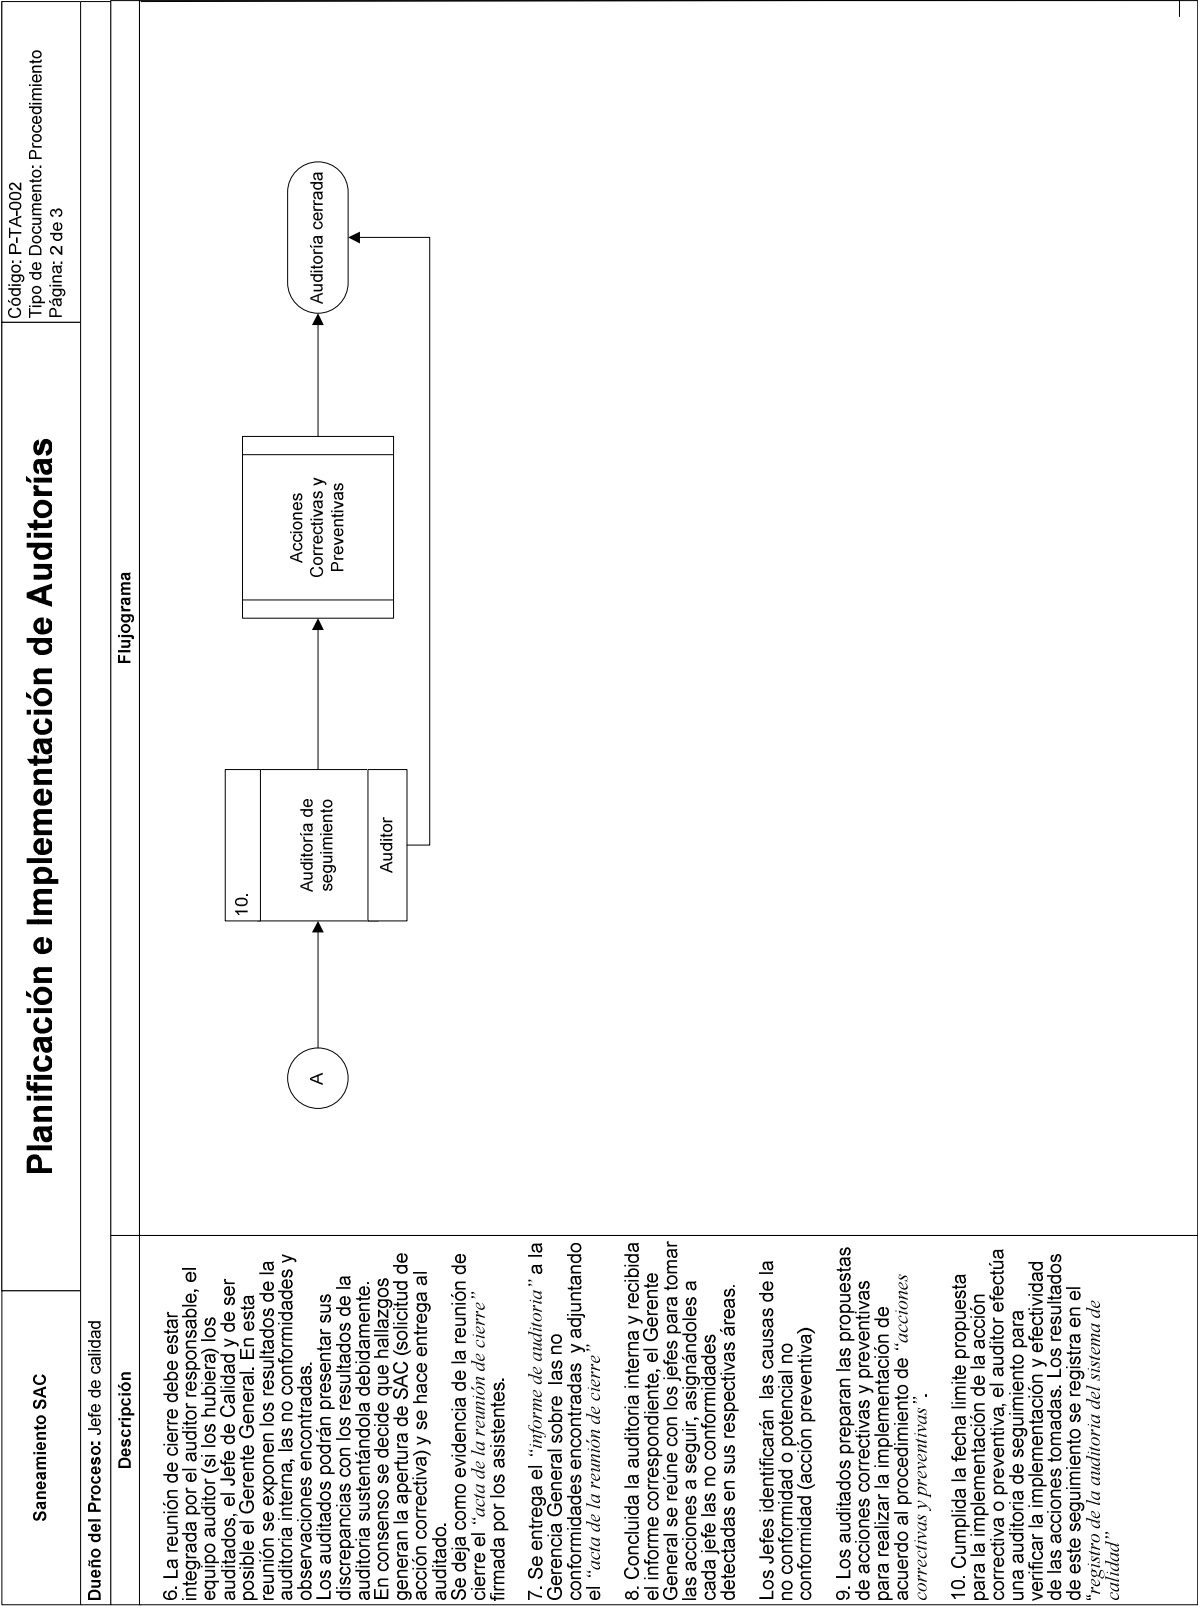 Saneamiento SAC
Planificación e Implementación de Auditorías
Código: P-TA-002
Tipo de Documento: Procedimiento
Página: 2 de 3
Dueño del Proceso: Jefe de calidad
Descripción
Flujograma
6. La reunión de cierre debe estar
integrada por el auditor responsable, el
equipo auditor (si los hubiera) los
auditados, el Jefe de Calidad y de ser
posible el Gerente General. En esta
reunión se exponen los resultados de la
auditoria interna, las no conformidades y
observaciones encontradas.
Los auditados podrán presentar sus
discrepancias con los resultados de la
auditoria sustentándola debidamente.
En consenso se decide que hallazgos
generan la apertura de SAC (solicitud de
acción correctiva) y se hace entrega al
auditado.
Se deja como evidencia de la reunión de
cierre el “acta de la reunión de cierre”
firmada por los asistentes.
7. Se entrega el “informe de auditoria” a la
Gerencia General sobre las no
conformidades encontradas y adjuntando
el “acta de la reunión de cierre”
8. Concluida la auditoria interna y recibida
el informe correspondiente, el Gerente
General se reúne con los jefes para tomar
las acciones a seguir, asignándoles a
cada jefe las no conformidades
detectadas en sus respectivas áreas.
Los Jefes identificarán las causas de la
no conformidad o potencial no
conformidad (acción preventiva)
9. Los auditados preparan las propuestas
de acciones correctivas y preventivas
para realizar la implementación de
acuerdo al procedimiento de “acciones
correctivas y preventivas”.
10. Cumplida la fecha limite propuesta
para la implementación de la acción
correctiva o preventiva, el auditor efectúa
una auditoria de seguimiento para
verificar la implementación y efectividad
de las acciones tomadas. Los resultados
de este seguimiento se registra en el
“registro de la auditoria del sistema de
calidad”
A
10.
Auditoría de
seguimiento
Auditor
Acciones
Correctivas y
Preventivas
Auditoría cerrada